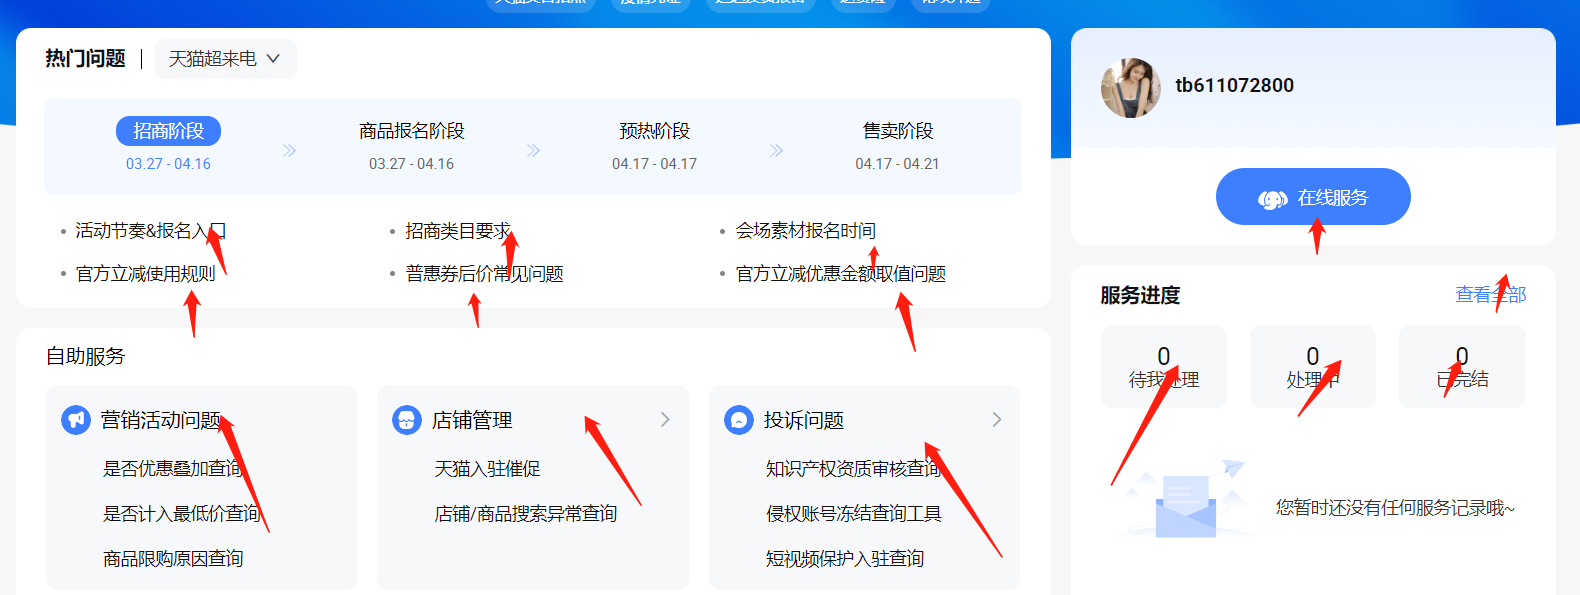 热门问题
天猫超来电
招商阶段
03.27 - 04.16
商品报名阶段
03.27 - 04.16
预热阶段
04.17 - 04.17
售卖阶段
04.17 - 04.21
活动节奏&报名入口
招商类目要求
会场素材报名时间
官方立减使用规则
普惠券后价常见问题
官方立减优惠金额取值问题
自助服务
营销活动问题
是否优惠叠加查询
是否计入最低价查询
商品限购原因查询
店铺管理
天猫入驻催促
店铺/商品搜索异常查询
投诉问题
知识产权资质审核查询
侵权账号冻结查询工具
短视频保护入驻查询
tb611072800
在线服务
服务进度
查看全部
0
待我处理
0
处理中
0
已完结
您暂时还没有任何服务记录哦~